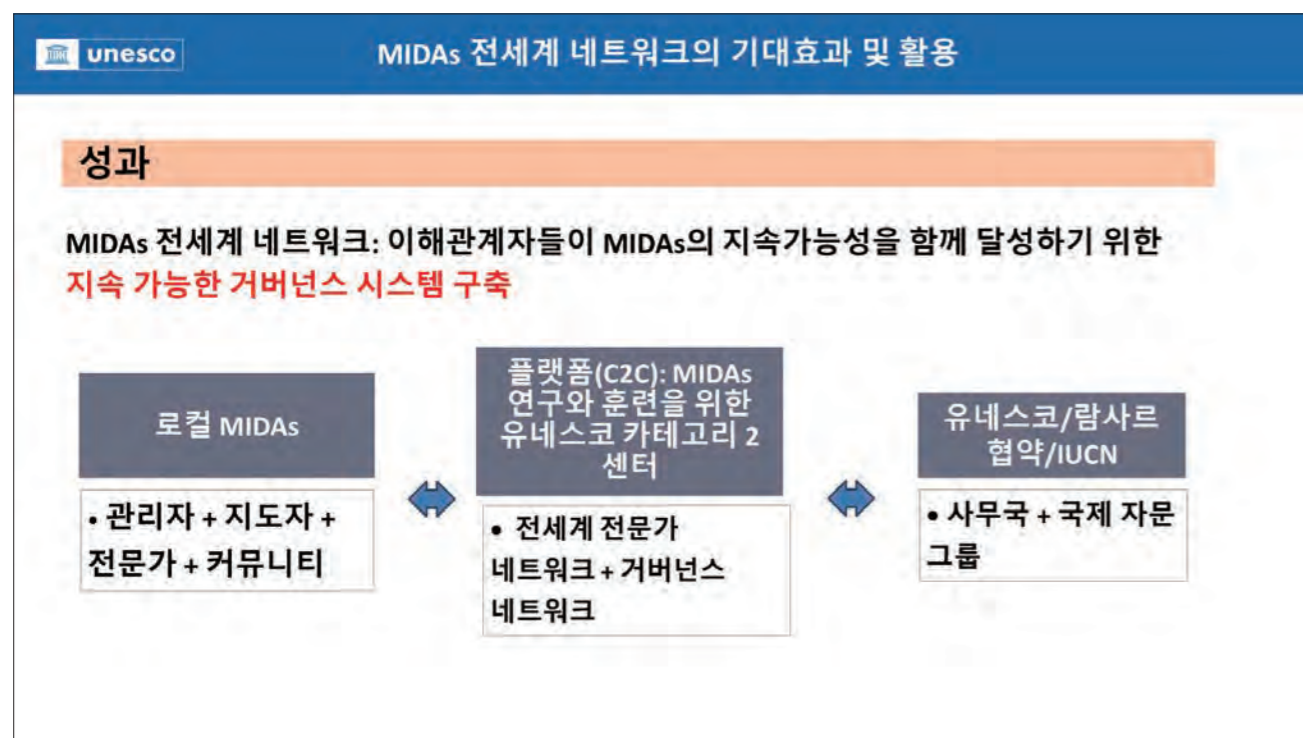 unesco
MIDAs 전세계 네트워크의 기대효과 및 활용
성과
MIDAs 전세계 네트워크: 이해관계자들이 MIDAs의 지속가능성을 함께 달성하기 위한
지속 가능한 거버넌스 시스템 구축
로컬 MIDAs
• 관리자 + 지도자 +
전문가 + 커뮤니티
플랫폼(C2C): MIDAs
연구와 훈련을 위한
유네스코 카테고리 2
센터
• 전세계 전문가
네트워크 + 거버넌스
네트워크
유네스코/람사르
협약/IUCN
• 사무국 + 국제 자문
그룹